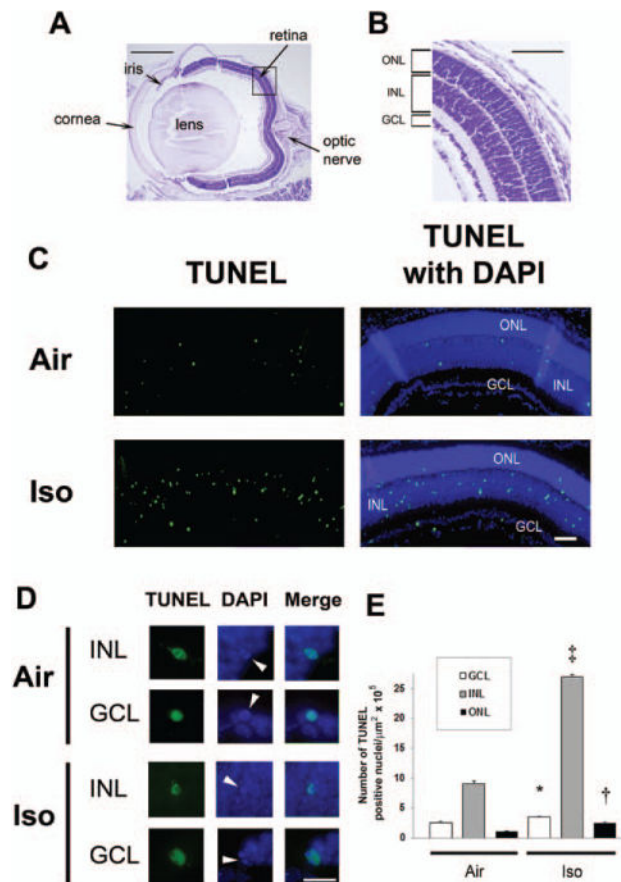 A
retina
iris
cornea
lens
optic
nerve
B
ONL
INL
GCL
C
TUNEL
TUNEL
with DAPI
Air
ONL
GCL
INL
Iso
ONL
INL
GCL
D
TUNEL DAPI Merge
Air
INL
GCL
Iso
INL
GCL
E
Number of TUNEL
positive nuclei/µm² x 10⁵
25
20
15
10
5
0
GCL
INL
ONL
*
‡
†
Air
Iso